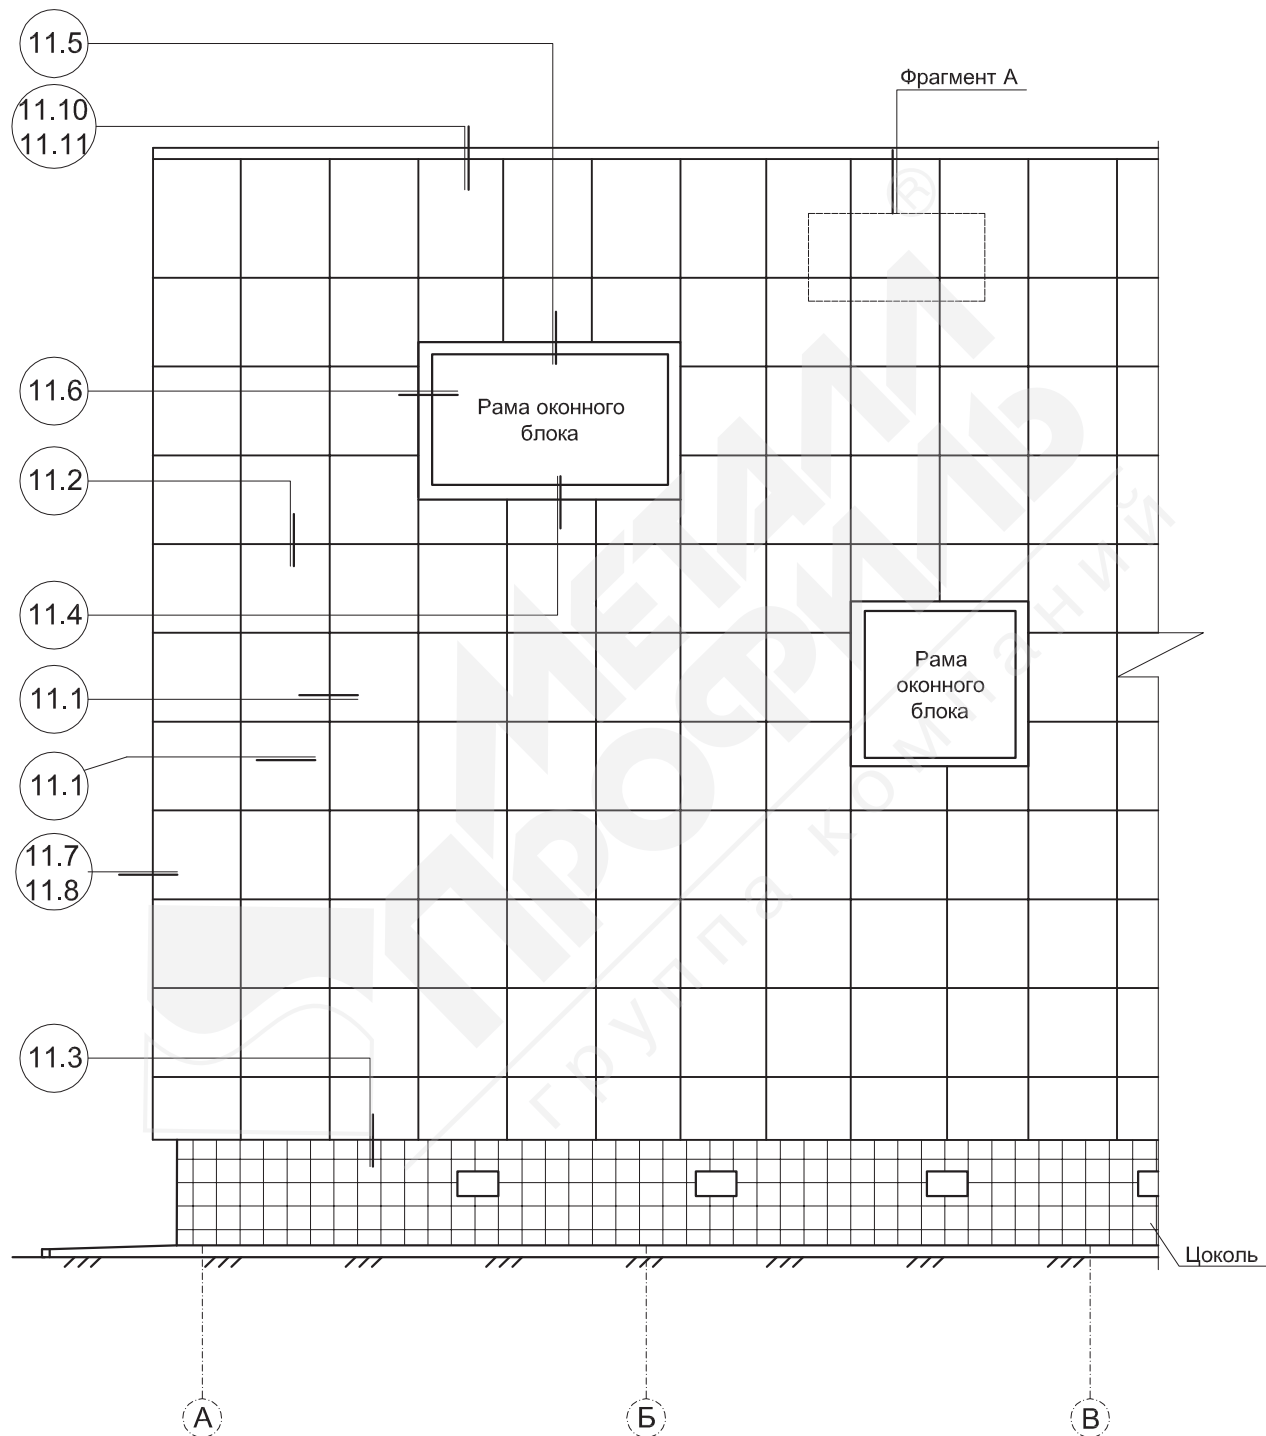 11.5
Фрагмент А
11.10
11.11
®
11.6
Рама оконного
блока
11.2
МЕТАЛЛ
ПРОФИЛЬ
группа компаний
11.4
Рама
оконного
блока
11.1
11.1
11.7
11.8
11.3
Цоколь
А
Б
В